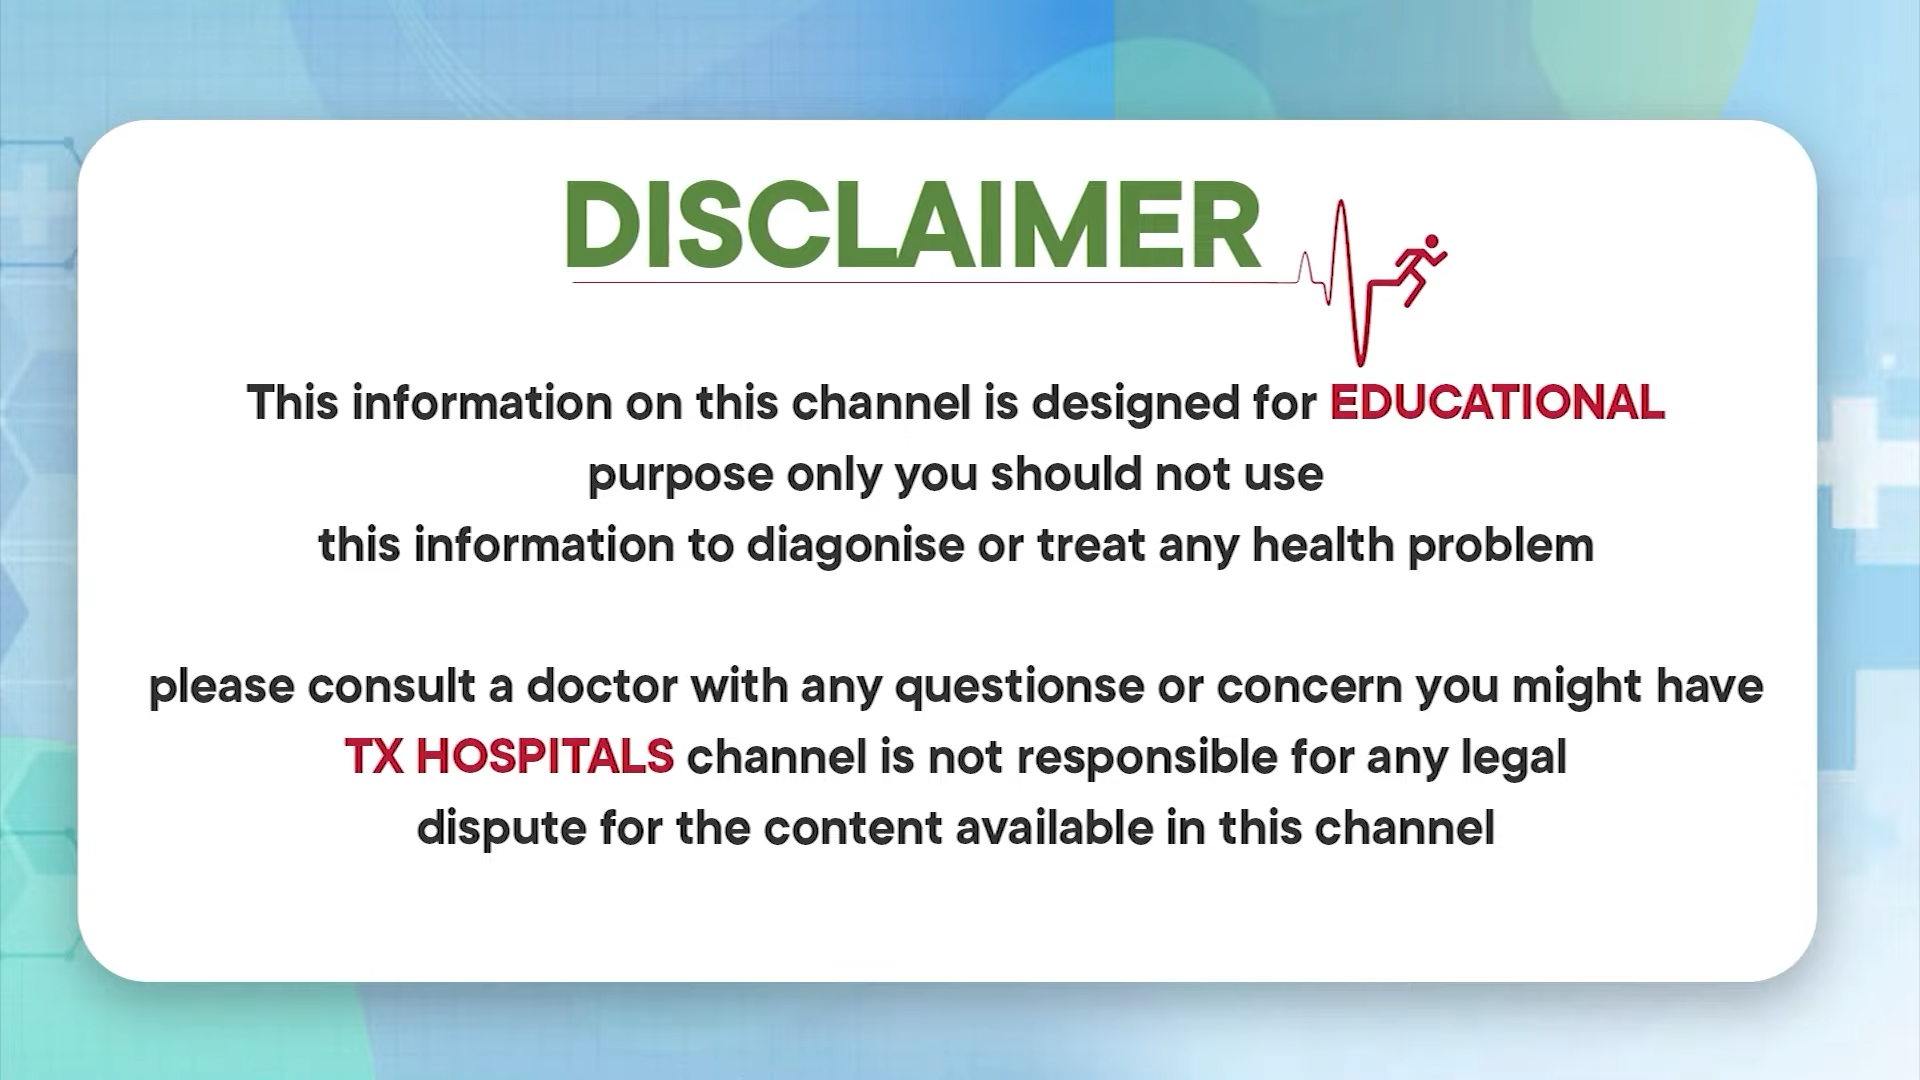 DISCLAIMER
This information on this channel is designed for EDUCATIONAL
purpose only you should not use
this information to diagonise or treat any health problem
please consult a doctor with any questionse or concern you might have
TX HOSPITALS channel is not responsible for any legal
dispute for the content available in this channel